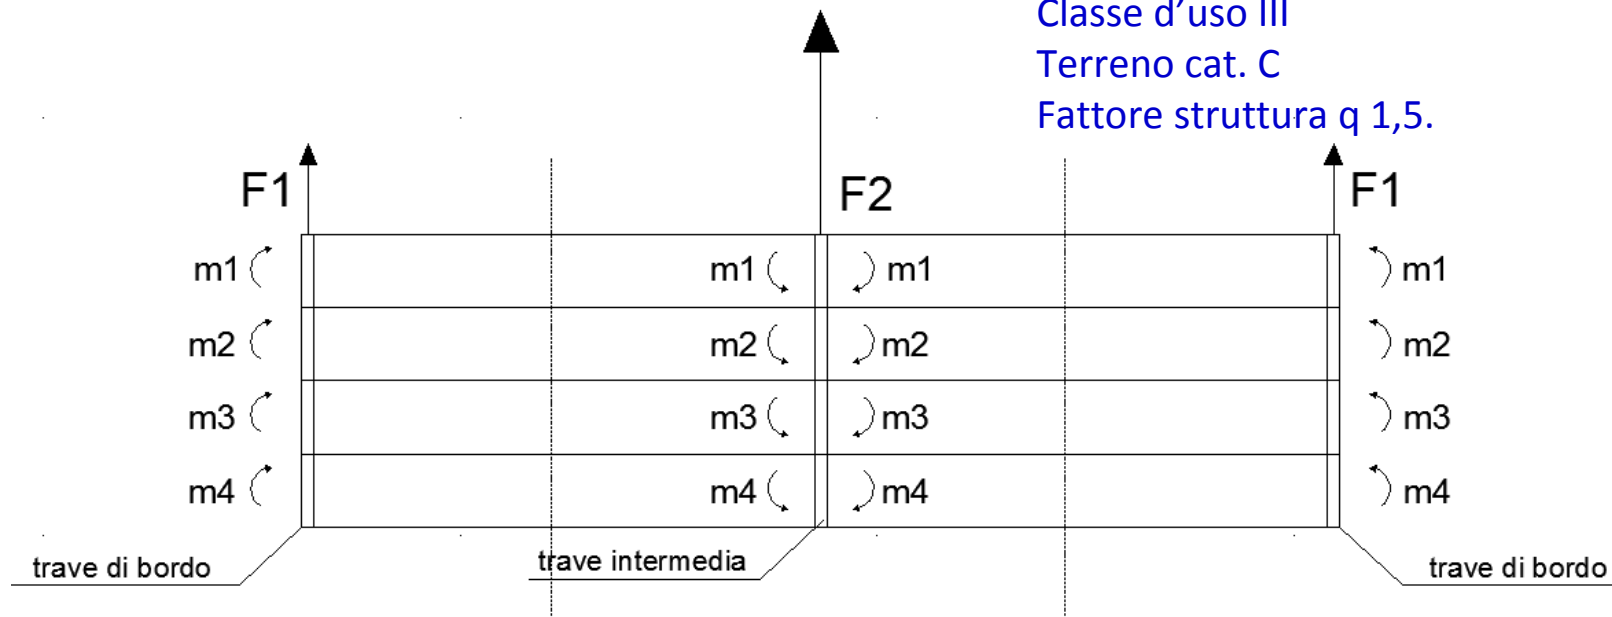 Classe d’uso III
Terreno cat. C
Fattore struttura q 1,5.
F1
F2
F1
m1 m1 m1 m1
m2 m2 m2 m2
m3 m3 m3 m3
m4 m4 m4 m4
trave di bordo
trave intermedia
trave di bordo